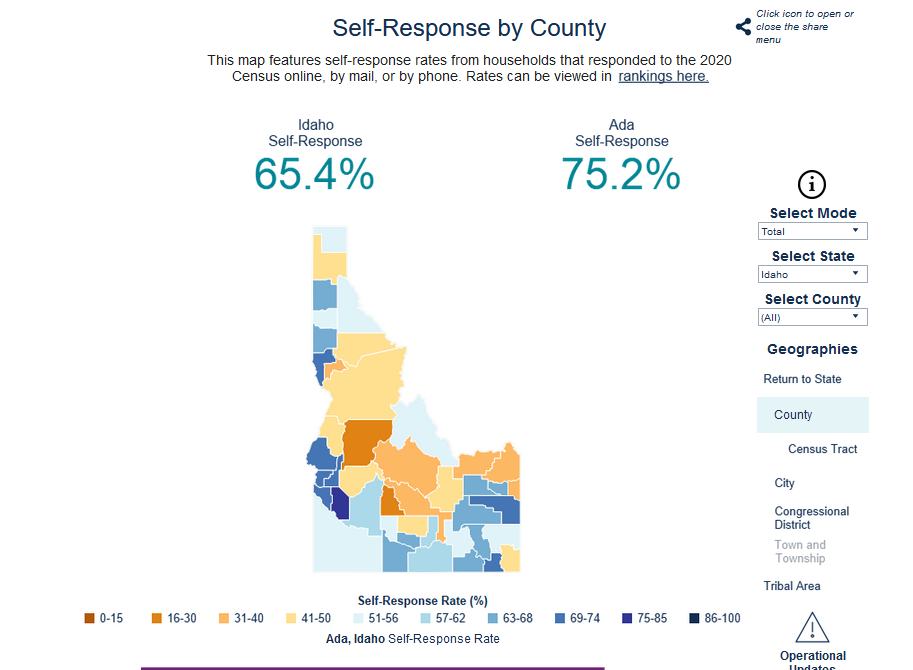 Self-Response by County
Click icon to open or
close the share
menu
This map features self-response rates from households that responded to the 2020
Census online, by mail, or by phone. Rates can be viewed in rankings here.
Idaho
Self-Response
65.4%
Ada
Self-Response
75.2%
Select Mode
Total
Select State
Idaho
Select County
(All)
Geographies
Return to State
County
Census Tract
City
Congressional
District
Town and
Township
Tribal Area
Self-Response Rate (%)
0-15 16-30 31-40 41-50 51-56 57-62 63-68 69-74 75-85 86-100
Ada, Idaho Self-Response Rate
Operational
Updates